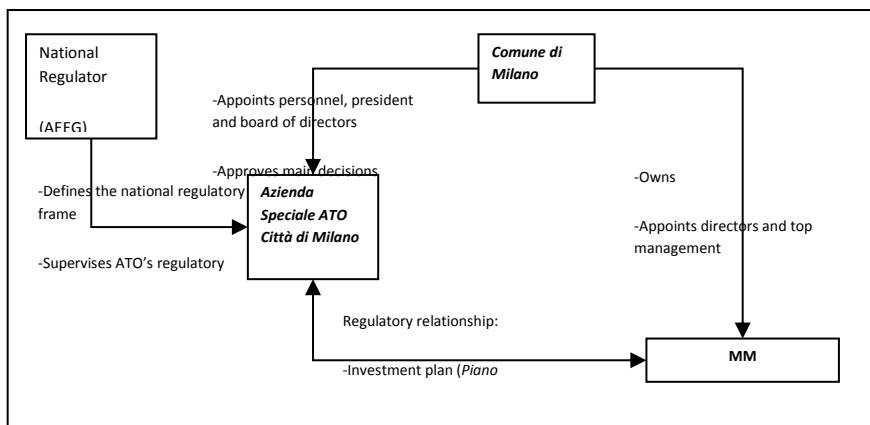 National
Regulator
(AEEG)
Comune di
Milano
-Appoints personnel, president
and board of directors
-Approves main decisions
-Defines the national regulatory
frame
-Supervises ATO's regulatory
Azienda
Speciale ATO
Città di Milano
-Owns
-Appoints directors and top
management
Regulatory relationship:
-Investment plan (Piano
MM